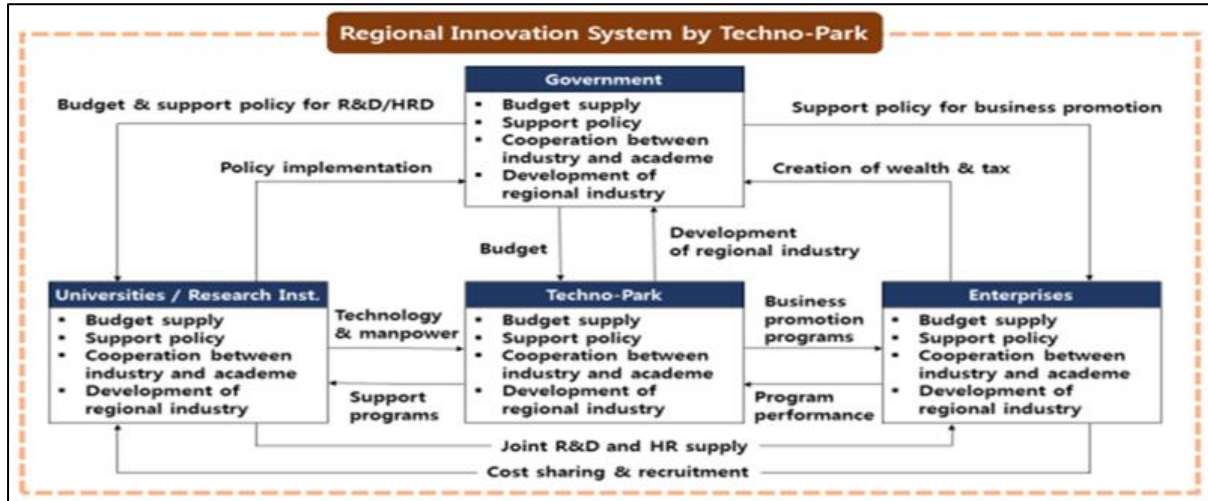 Regional Innovation System by Techno-Park
Government
▪ Budget supply
▪ Support policy
▪ Cooperation between
industry and academe
▪ Development of
regional industry
Budget & support policy for R&D/HRD
Support policy for business promotion
Policy implementation
Creation of wealth & tax
Budget
Development
of regional industry
Universities / Research Inst.
▪ Budget supply
▪ Support policy
▪ Cooperation between
industry and academe
▪ Development of
regional industry
Technology
& manpower
Support
programs
Techno-Park
▪ Budget supply
▪ Support policy
▪ Cooperation between
industry and academe
▪ Development of
regional industry
Business
promotion
programs
Program
performance
Enterprises
▪ Budget supply
▪ Support policy
▪ Cooperation between
industry and academe
▪ Development of
regional industry
Joint R&D and HR supply
Cost sharing & recruitment